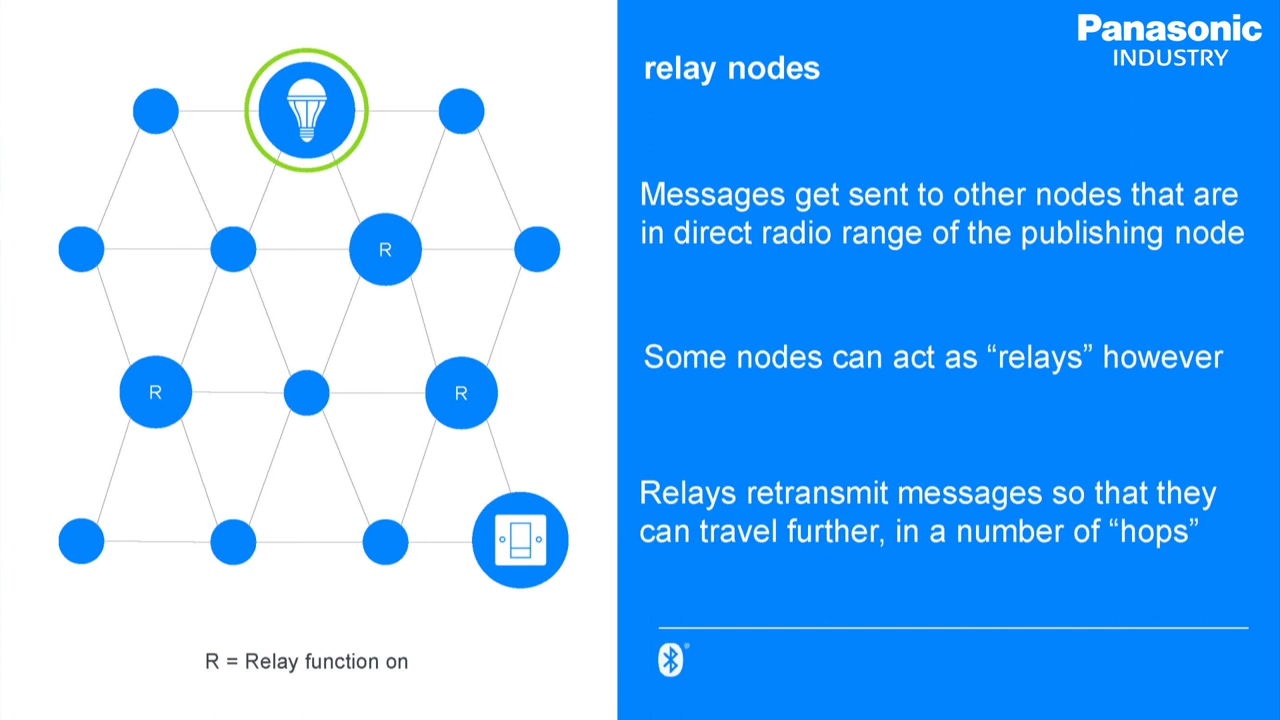 Panasonic
INDUSTRY
relay nodes
Messages get sent to other nodes that are
in direct radio range of the publishing node
Some nodes can act as “relays” however
Relays retransmit messages so that they
can travel further, in a number of “hops”
R
R
R
R = Relay function on